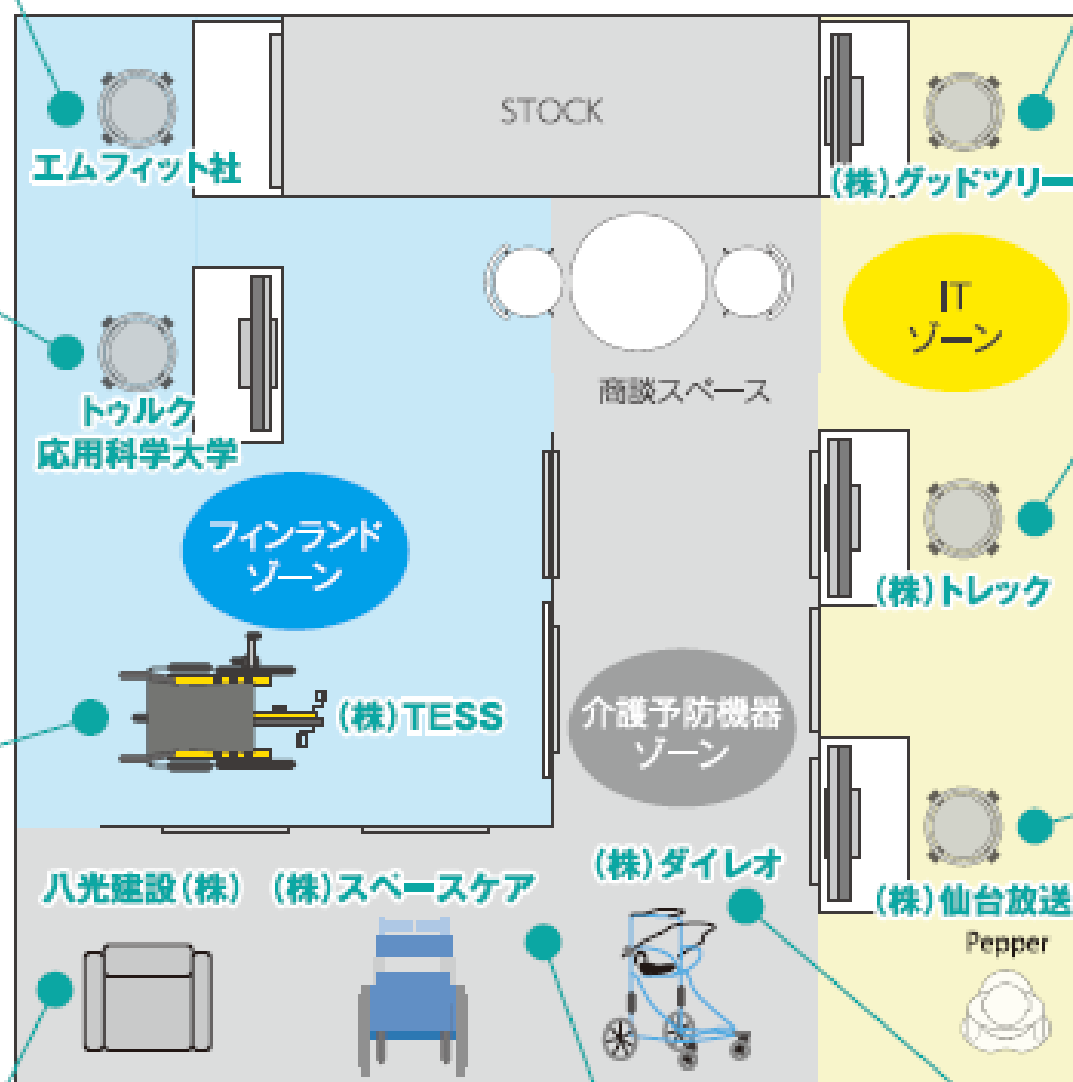 STOCK
エムフィット社
(株)グッドツリー
IT
ゾーン
商談スペース
トゥルク
応用科学大学
フィンランド
ゾーン
(株)トレック
(株)TESS
介護予防機器
ゾーン
八光建設(株)
(株)スペースケア
(株)ダイレオ
(株)仙台放送
Pepper